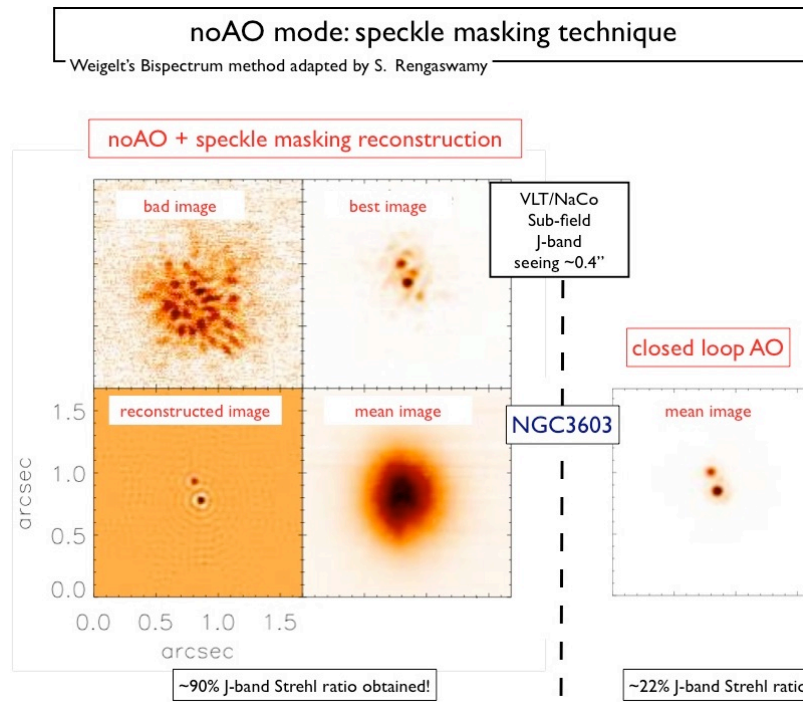 noAO mode: speckle masking technique
Weigelt's Bispectrum method adapted by S. Rengaswamy
noAO + speckle masking reconstruction
bad image
best image
VLT/NaCo
Sub-field
J-band
seeing ~0.4”
closed loop AO
reconstructed image
mean image
NGC3603
mean image
1.5
1.0
0.5
0.0
arcsec
0.0 0.5 1.0 1.5
arcsec
~90% J-band Strehl ratio obtained!
~22% J-band Strehl ratio